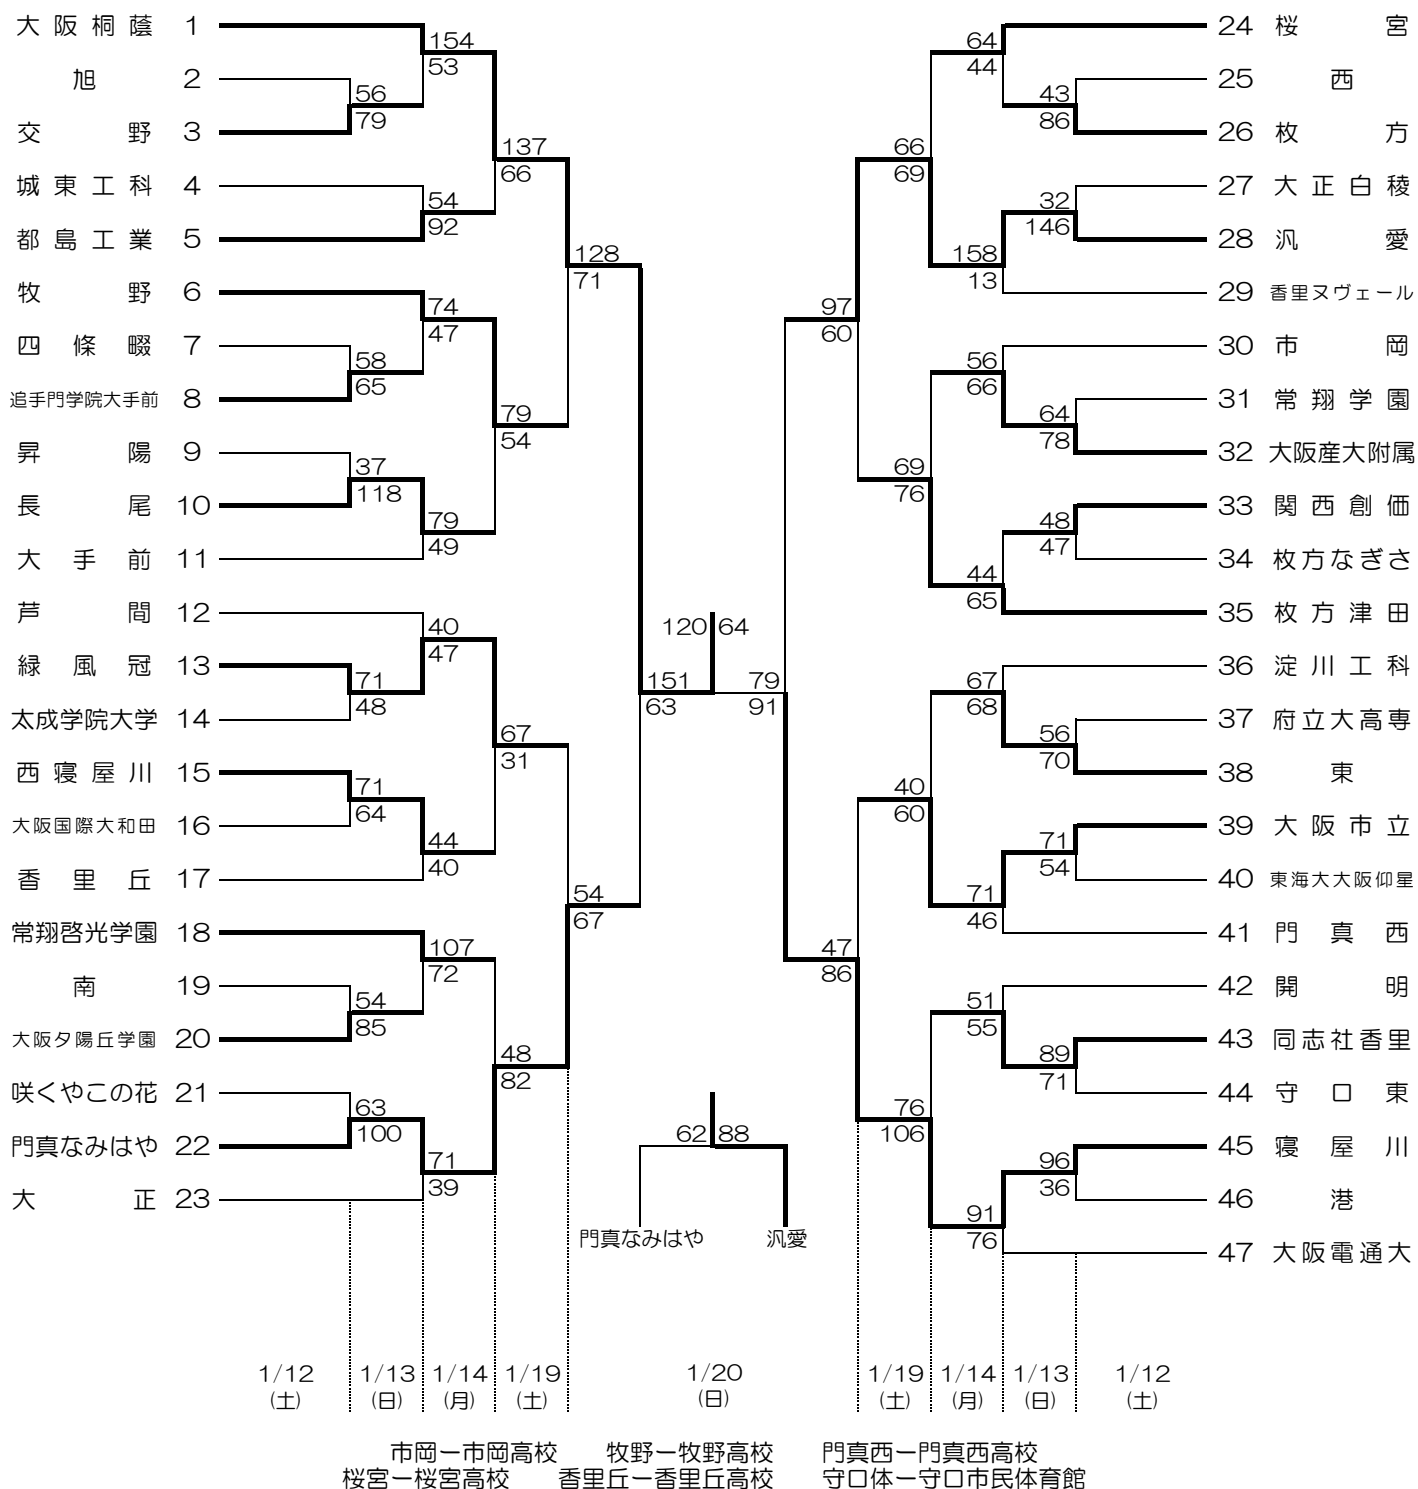 大阪桐蔭 1
旭 2
交野 3
城東工科 4
都島工業 5
牧野 6
四條畷 7
追手門学院大手前 8
昇陽 9
長尾 10
大手前 11
芦間 12
緑風冠 13
太成学院大学 14
西寝屋川 15
大阪国際大和田 16
香里丘 17
常翔啓光学園 18
南 19
大阪夕陽丘学園 20
咲くやこの花 21
門真なみはや 22
大正 23
56
79
58
65
37
118
71
48
71
64
54
85
63
100
154
53
54
92
74
47
79
49
40
47
44
40
107
72
71
39
137
66
79
54
67
31
48
82
128
71
54
67
151
63
120 64
79
91
62 88
門真なみはや 汎愛
97
60
47
86
66
69
69
76
40
60
76
106
64
44
158
13
56
66
44
65
67
68
71
46
51
55
91
76
43
86
32
146
64
78
48
47
56
70
71
54
89
71
96
36
24 桜宮
25 西
26 枚方
27 大正白稜
28 汎愛
29 香里ヌヴェール
30 市岡
31 常翔学園
32 大阪産大附属
33 関西創価
34 枚方なぎさ
35 枚方津田
36 淀川工科
37 府立大高専
38 東
39 大阪市立
40 東海大大阪仰星
41 門真西
42 開明
43 同志社香里
44 守口東
45 寝屋川
46 港
47 大阪電通大
1/12 1/13 1/14 1/19 1/20 1/19 1/14 1/13 1/12
(土) (日) (月) (土) (日) (土) (月) (日) (土)
市岡ー市岡高校 牧野ー牧野高校 門真西ー門真西高校
桜宮ー桜宮高校 香里丘ー香里丘高校 守口体ー守口市民体育館